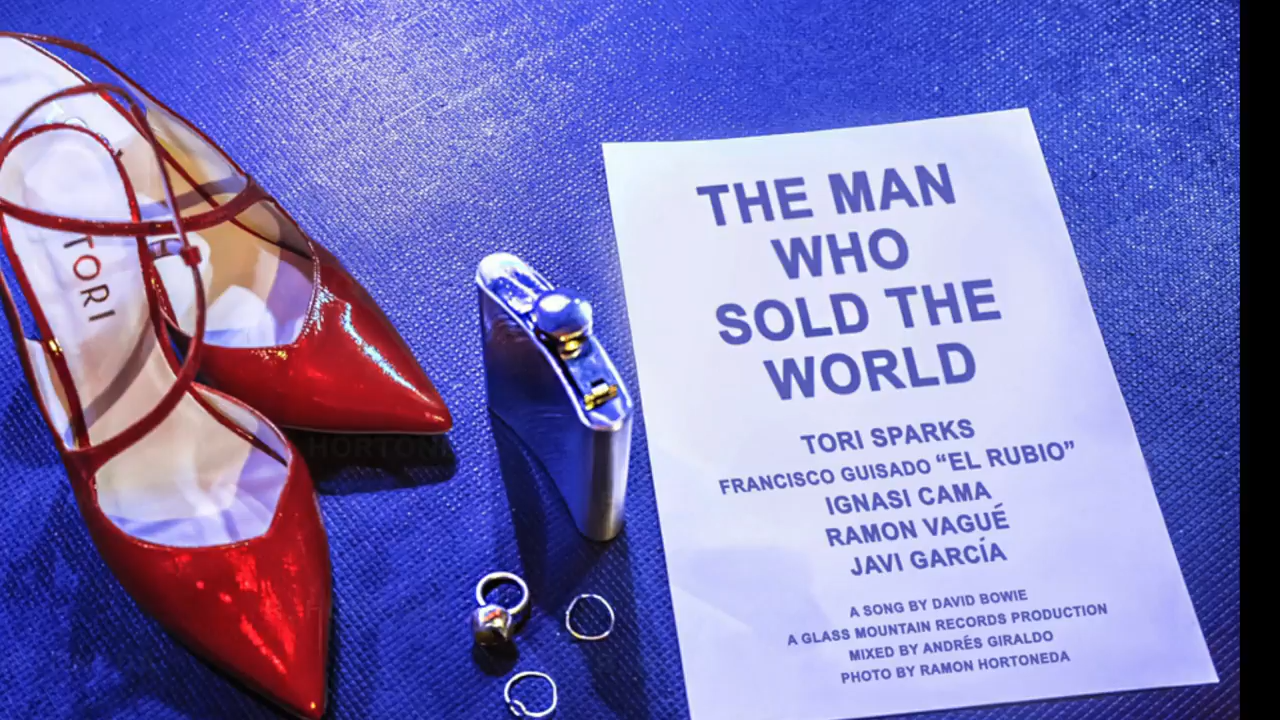 TORI
THE MAN
WHO
SOLD THE
WORLD
TORI SPARKS
FRANCISCO GUISADO “EL RUBIO”
IGNASI CAMA
RAMON VAGUÉ
JAVI GARCÍA
A SONG BY DAVID BOWIE
A GLASS MOUNTAIN RECORDS PRODUCTION
MIXED BY ANDRÉS GIRALDO
PHOTO BY RAMON HORTONEDA